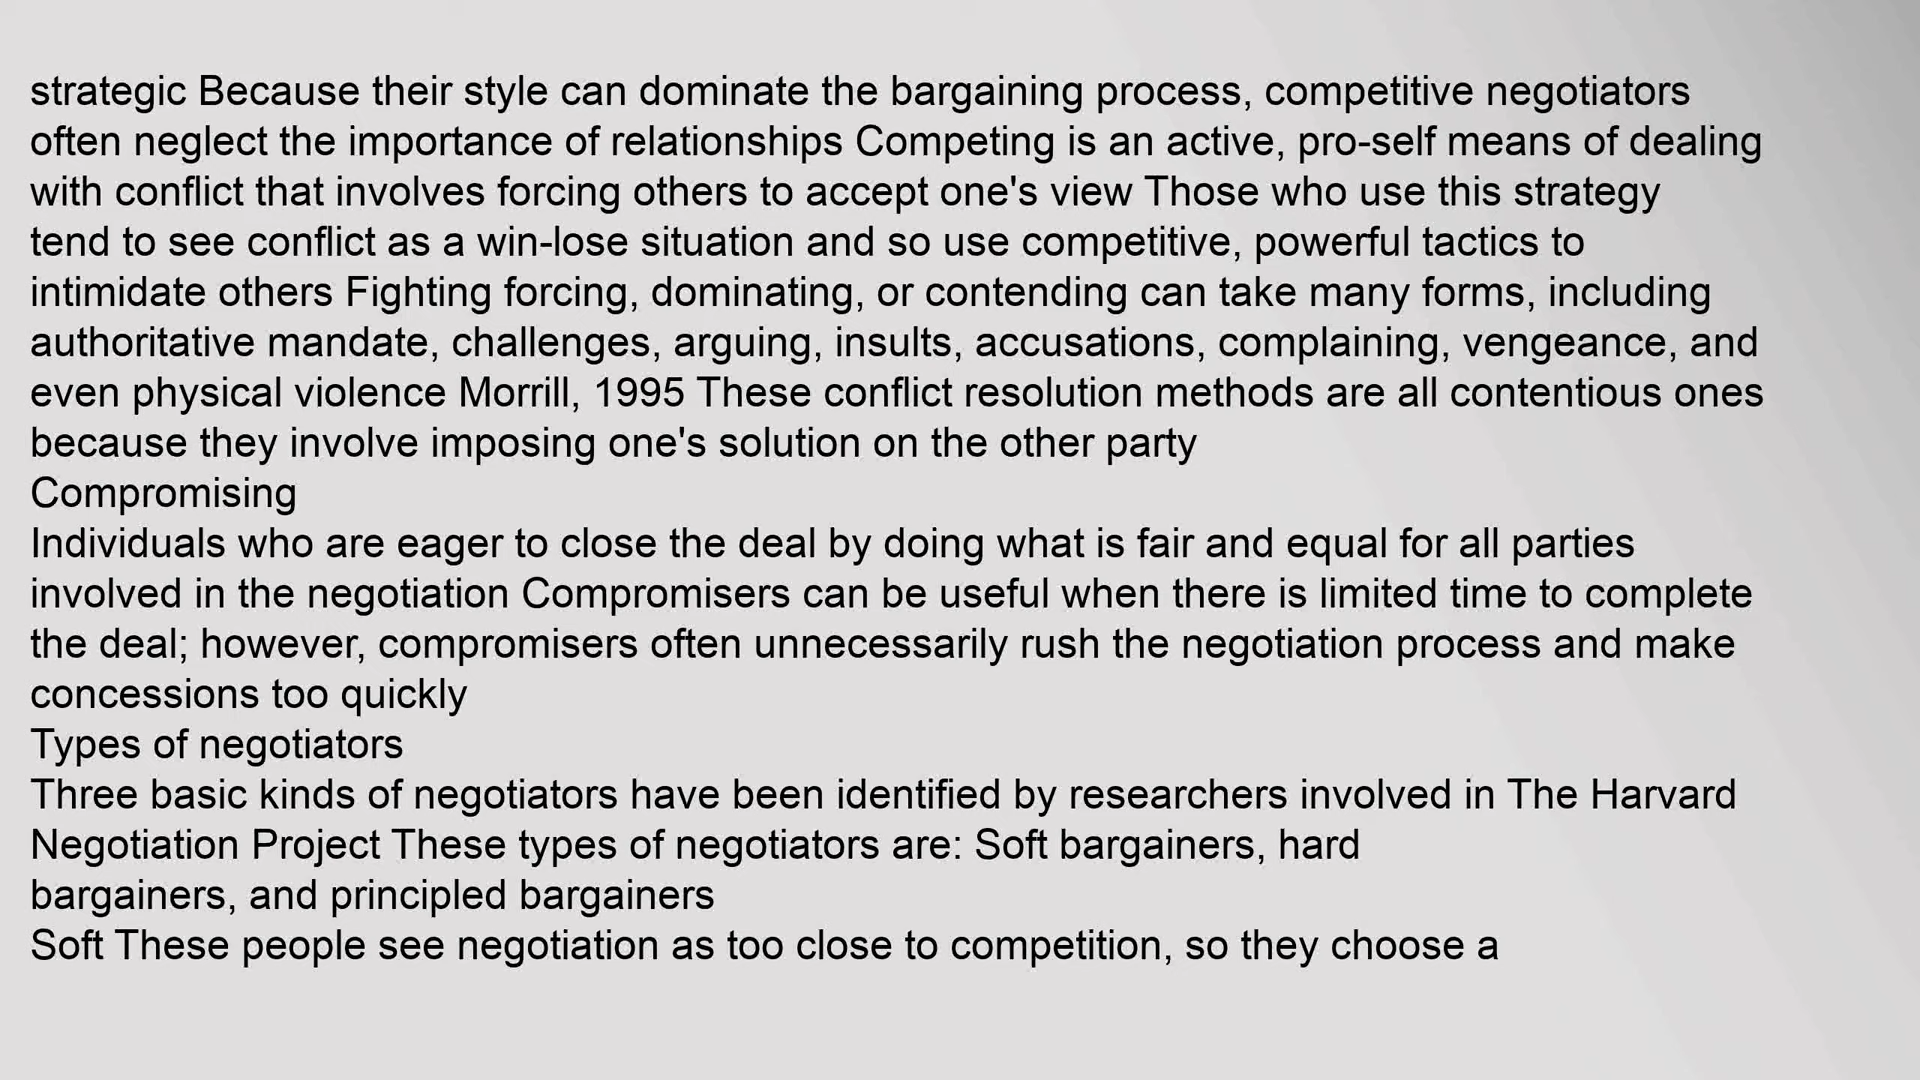 strategic Because their style can dominate the bargaining process, competitive negotiators
often neglect the importance of relationships Competing is an active, pro-self means of dealing
with conflict that involves forcing others to accept one's view Those who use this strategy
tend to see conflict as a win-lose situation and so use competitive, powerful tactics to
intimidate others Fighting forcing, dominating, or contending can take many forms, including
authoritative mandate, challenges, arguing, insults, accusations, complaining, vengeance, and
even physical violence Morrill, 1995 These conflict resolution methods are all contentious ones
because they involve imposing one's solution on the other party
Compromising
Individuals who are eager to close the deal by doing what is fair and equal for all parties
involved in the negotiation Compromisers can be useful when there is limited time to complete
the deal; however, compromisers often unnecessarily rush the negotiation process and make
concessions too quickly
Types of negotiators
Three basic kinds of negotiators have been identified by researchers involved in The Harvard
Negotiation Project These types of negotiators are: Soft bargainers, hard
bargainers, and principled bargainers
Soft These people see negotiation as too close to competition, so they choose a